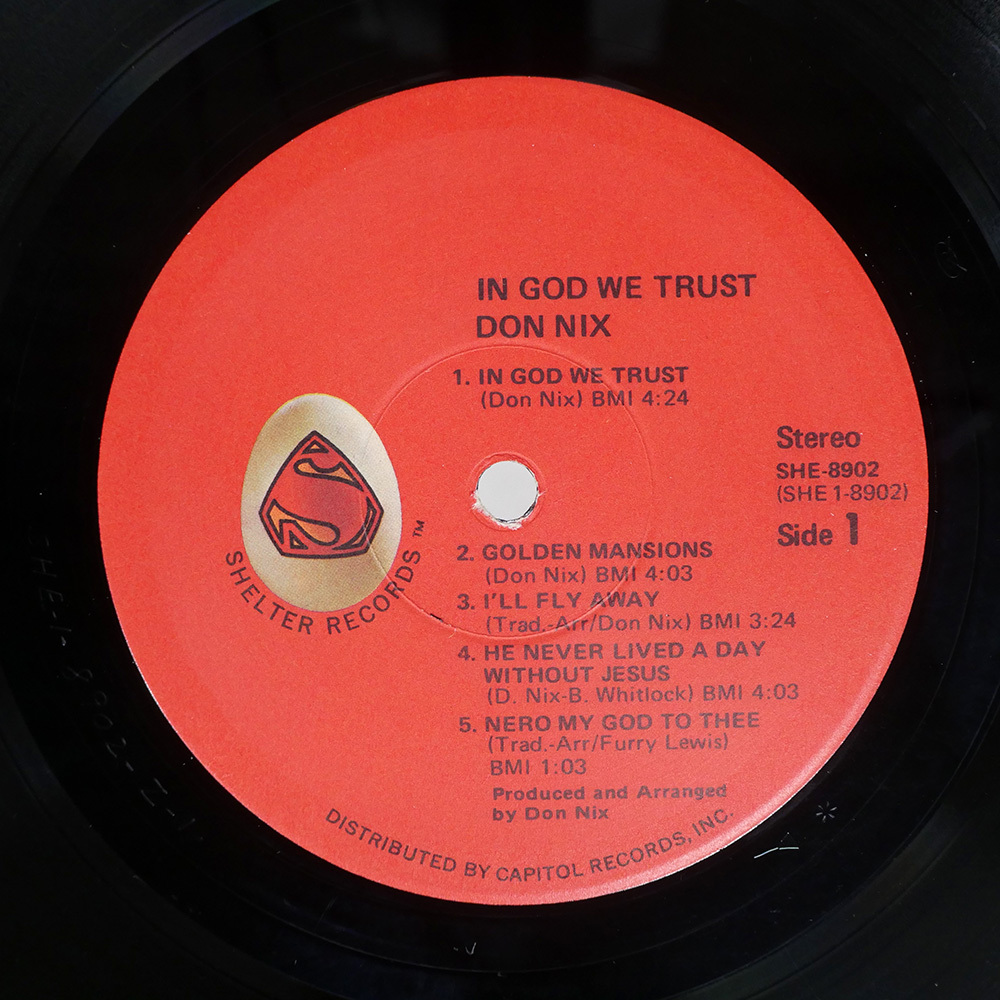 IN GOD WE TRUST
DON NIX
1. IN GOD WE TRUST
(Don Nix) BMI 4:24
Stereo
SHE-8902
(SHE 1-8902)
Side 1
2. GOLDEN MANSIONS
(Don Nix) BMI 4:03
3. I'LL FLY AWAY
(Trad.-Arr/Don Nix) BMI 3:24
4. HE NEVER LIVED A DAY
WITHOUT JESUS
(D. Nix-B. Whitlock) BMI 4:03
5. NERO MY GOD TO THEE
(Trad.-Arr/Furry Lewis)
BMI 1:03
Produced and Arranged
by Don Nix
SHELTER RECORDS™
DISTRIBUTED BY CAPITOL RECORDS, INC.